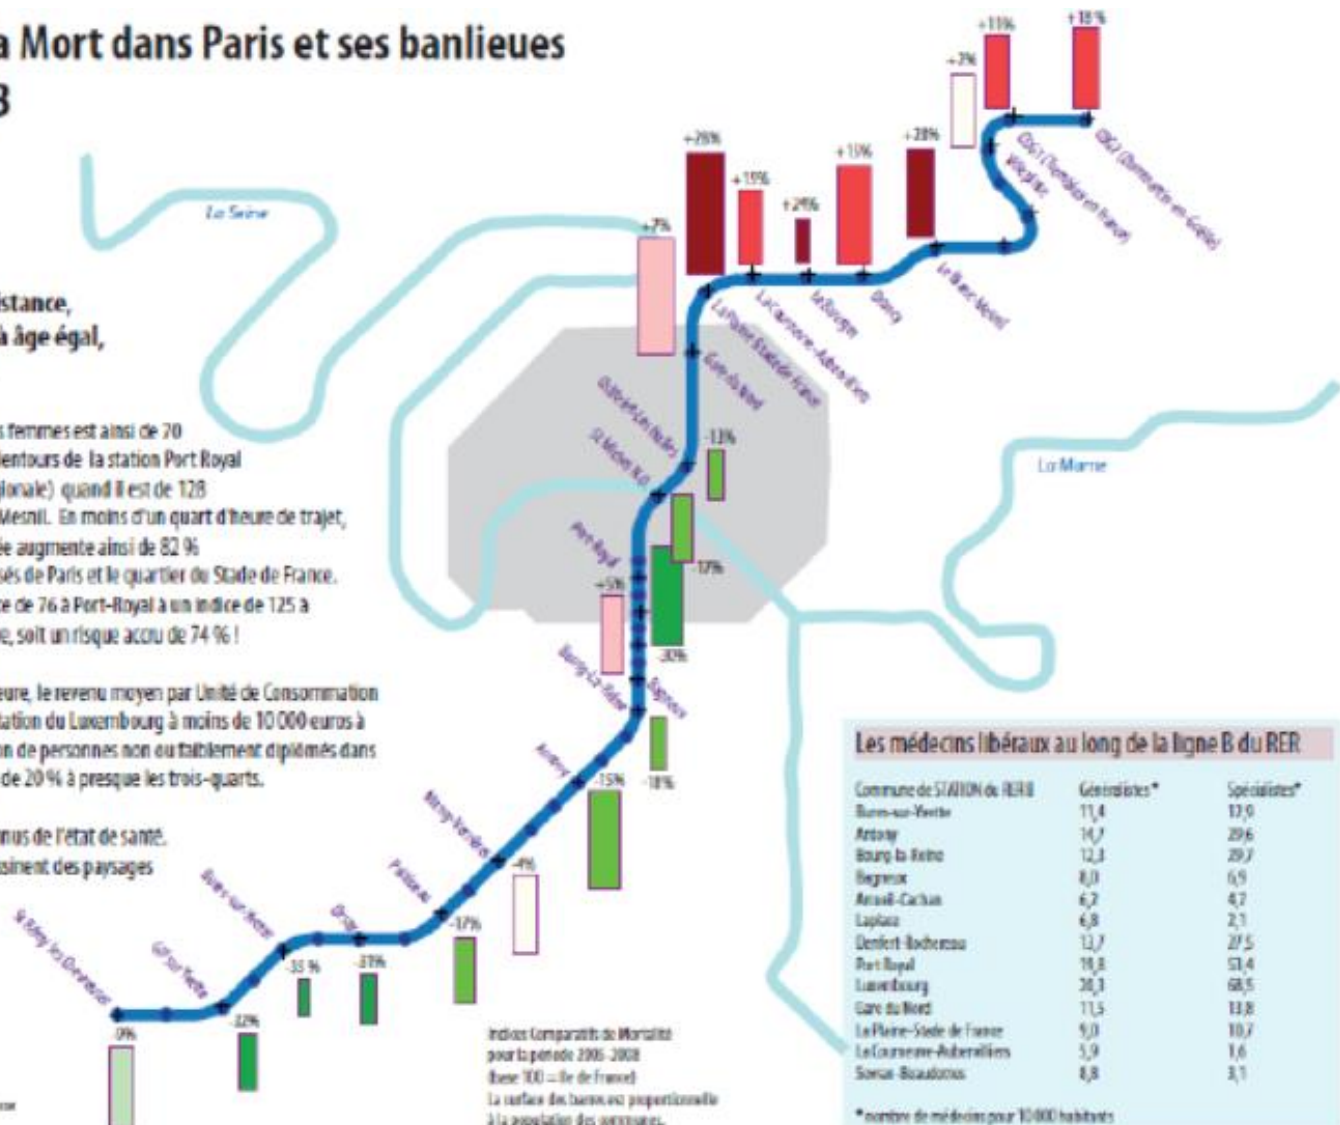 a Mort dans Paris et ses banlieues
B
istance,
à âge égal,
s femmes est ainsi de 70
lentours de la station Port Royal
gionale) quand il est de 128
Mesnil. En moins d'un quart d'heure de trajet,
ée augmente ainsi de 82 %
sés de Paris et le quartier du Stade de France.
ce de 76 à Port-Royal à un indice de 125 à
e, soit un risque accru de 74 % !
eure, le revenu moyen par Unité de Consommation
tation du Luxembourg à moins de 10 000 euros à
on de personnes non ou faiblement diplômés dans
de 20 % à presque les trois-quarts.
nus de l'état de santé.
ssinent des paysages
La Seine
La Marne
+11%
+18 %
+2%
+28%
+28%
+15%
+24%
+15%
+7%
CDG2 (Dammartin-en-Goële)
CDG1 (Tremblay en France)
Villepinte
Le Blanc Mesnil
Drancy
Le Bourget
La Courneuve-Aubervilliers
La Plaine Stade de France
Gare du Nord
Châtelet-Les Halles
St Michel N.D.
-13%
-17%
Port-Royal
+5%
-30%
Bourg-La-Reine
Bagneux
-18%
Antony
-15%
Massy-Verrières
-4%
Palaiseau
-17%
Orsay
-31%
Bures-sur-Yvette
-35 %
Gif sur Yvette
-32%
St Rémy les Chevreuse
-9%
Indices Comparatifs de Mortalité
pour la période 2006-2008
(base 100 = Ile de France)
La surface des barres est proportionnelle
à la population des communes.
Les médecins libéraux au long de la ligne B du RER
Commune de STATION du RER B Généralistes* Spécialistes*
Bures-sur-Yvette 11,4 12,9
Antony 14,7 29,6
Bourg-la-Reine 12,3 29,7
Bagneux 8,0 6,9
Arcueil-Cachan 6,2 4,7
Laplace 6,8 2,1
Denfert-Rochereau 13,7 27,5
Port Royal 19,8 53,4
Luxembourg 20,3 68,5
Gare du Nord 11,5 13,8
La Plaine-Stade de France 9,0 10,7
La Courneuve-Aubervilliers 5,9 1,6
Sevran-Beaudottes 8,8 3,1
*nombre de médecins pour 10 000 habitants